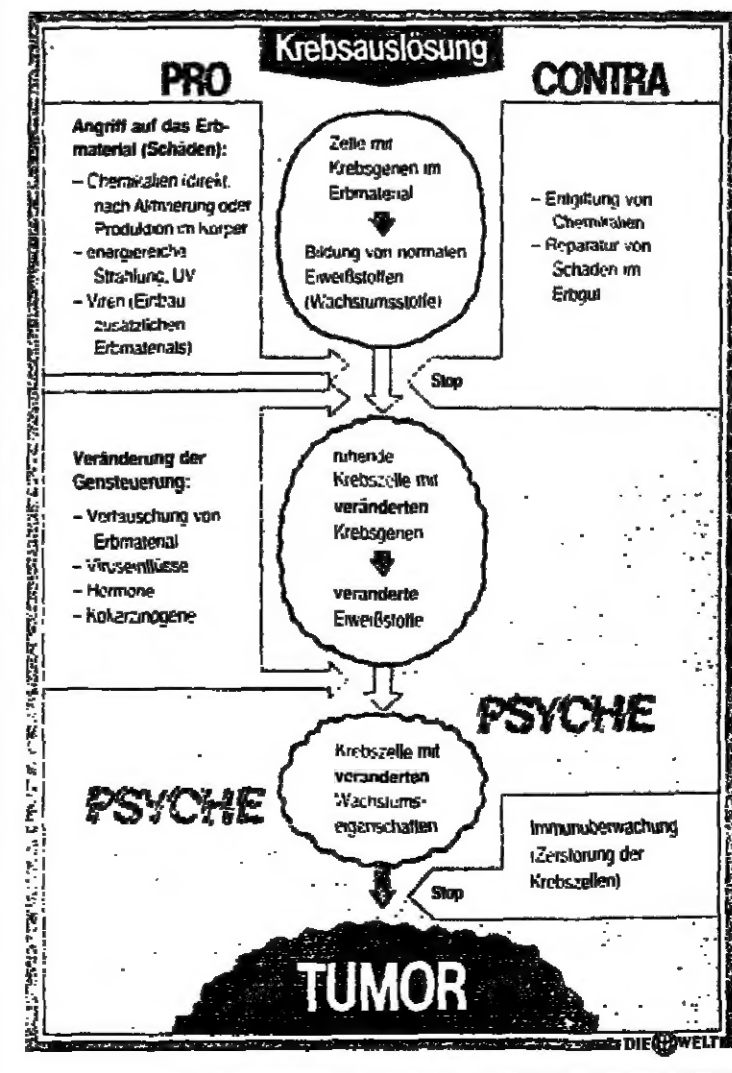 Krebsauslösung
PRO
CONTRA
Angriff auf das Erb-
material (Schäden):
– Chemikalien (direkt,
nach Aktivierung oder
Produktion im Körper
– energiereiche
Strahlung, UV
– Viren (Einbau
zusätzlichen
Erbmaterials)
Zelle mit
Krebsgenen im
Erbmaterial
Bildung von normalen
Eiweißstoffen
(Wachstumsstoffe)
– Entgiftung von
Chemikalien
– Reparatur von
Schäden im
Erbgut
Stop
Veränderung der
Gensteuerung:
– Vertauschung von
Erbmaterial
– Viruseinflüsse
– Hormone
– Kokarzinogene
ruhende
Krebszelle mit
veränderten
Krebsgenen
veränderte
Eiweißstoffe
PSYCHE
PSYCHE
Krebszelle mit
veränderten
Wachstums-
eigenschaften
Immunüberwachung
(Zerstörung der
Krebszellen)
Stop
TUMOR
DIE WELT